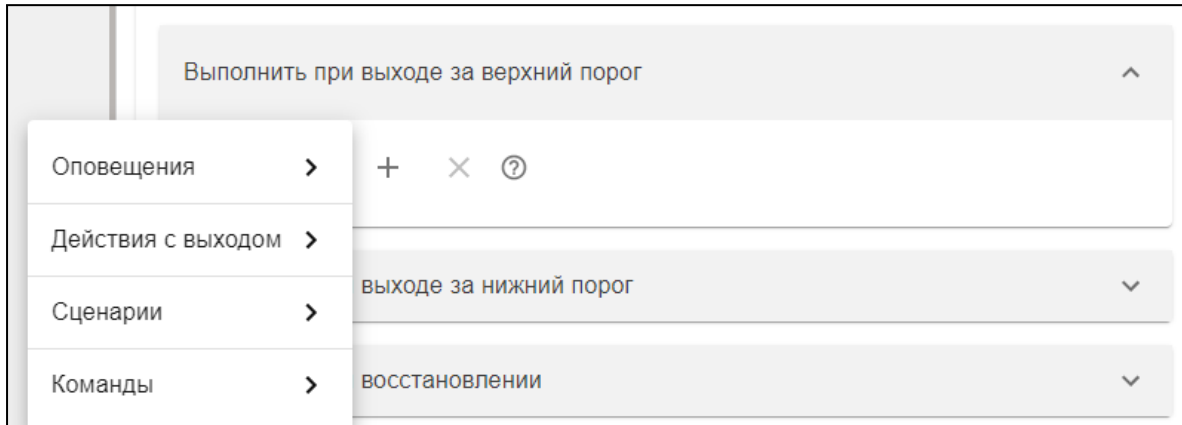 Выполнить при выходе за верхний порог
Оповещения
Действия с выходом
выходе за нижний порог
Сценарии
восстановлении
Команды